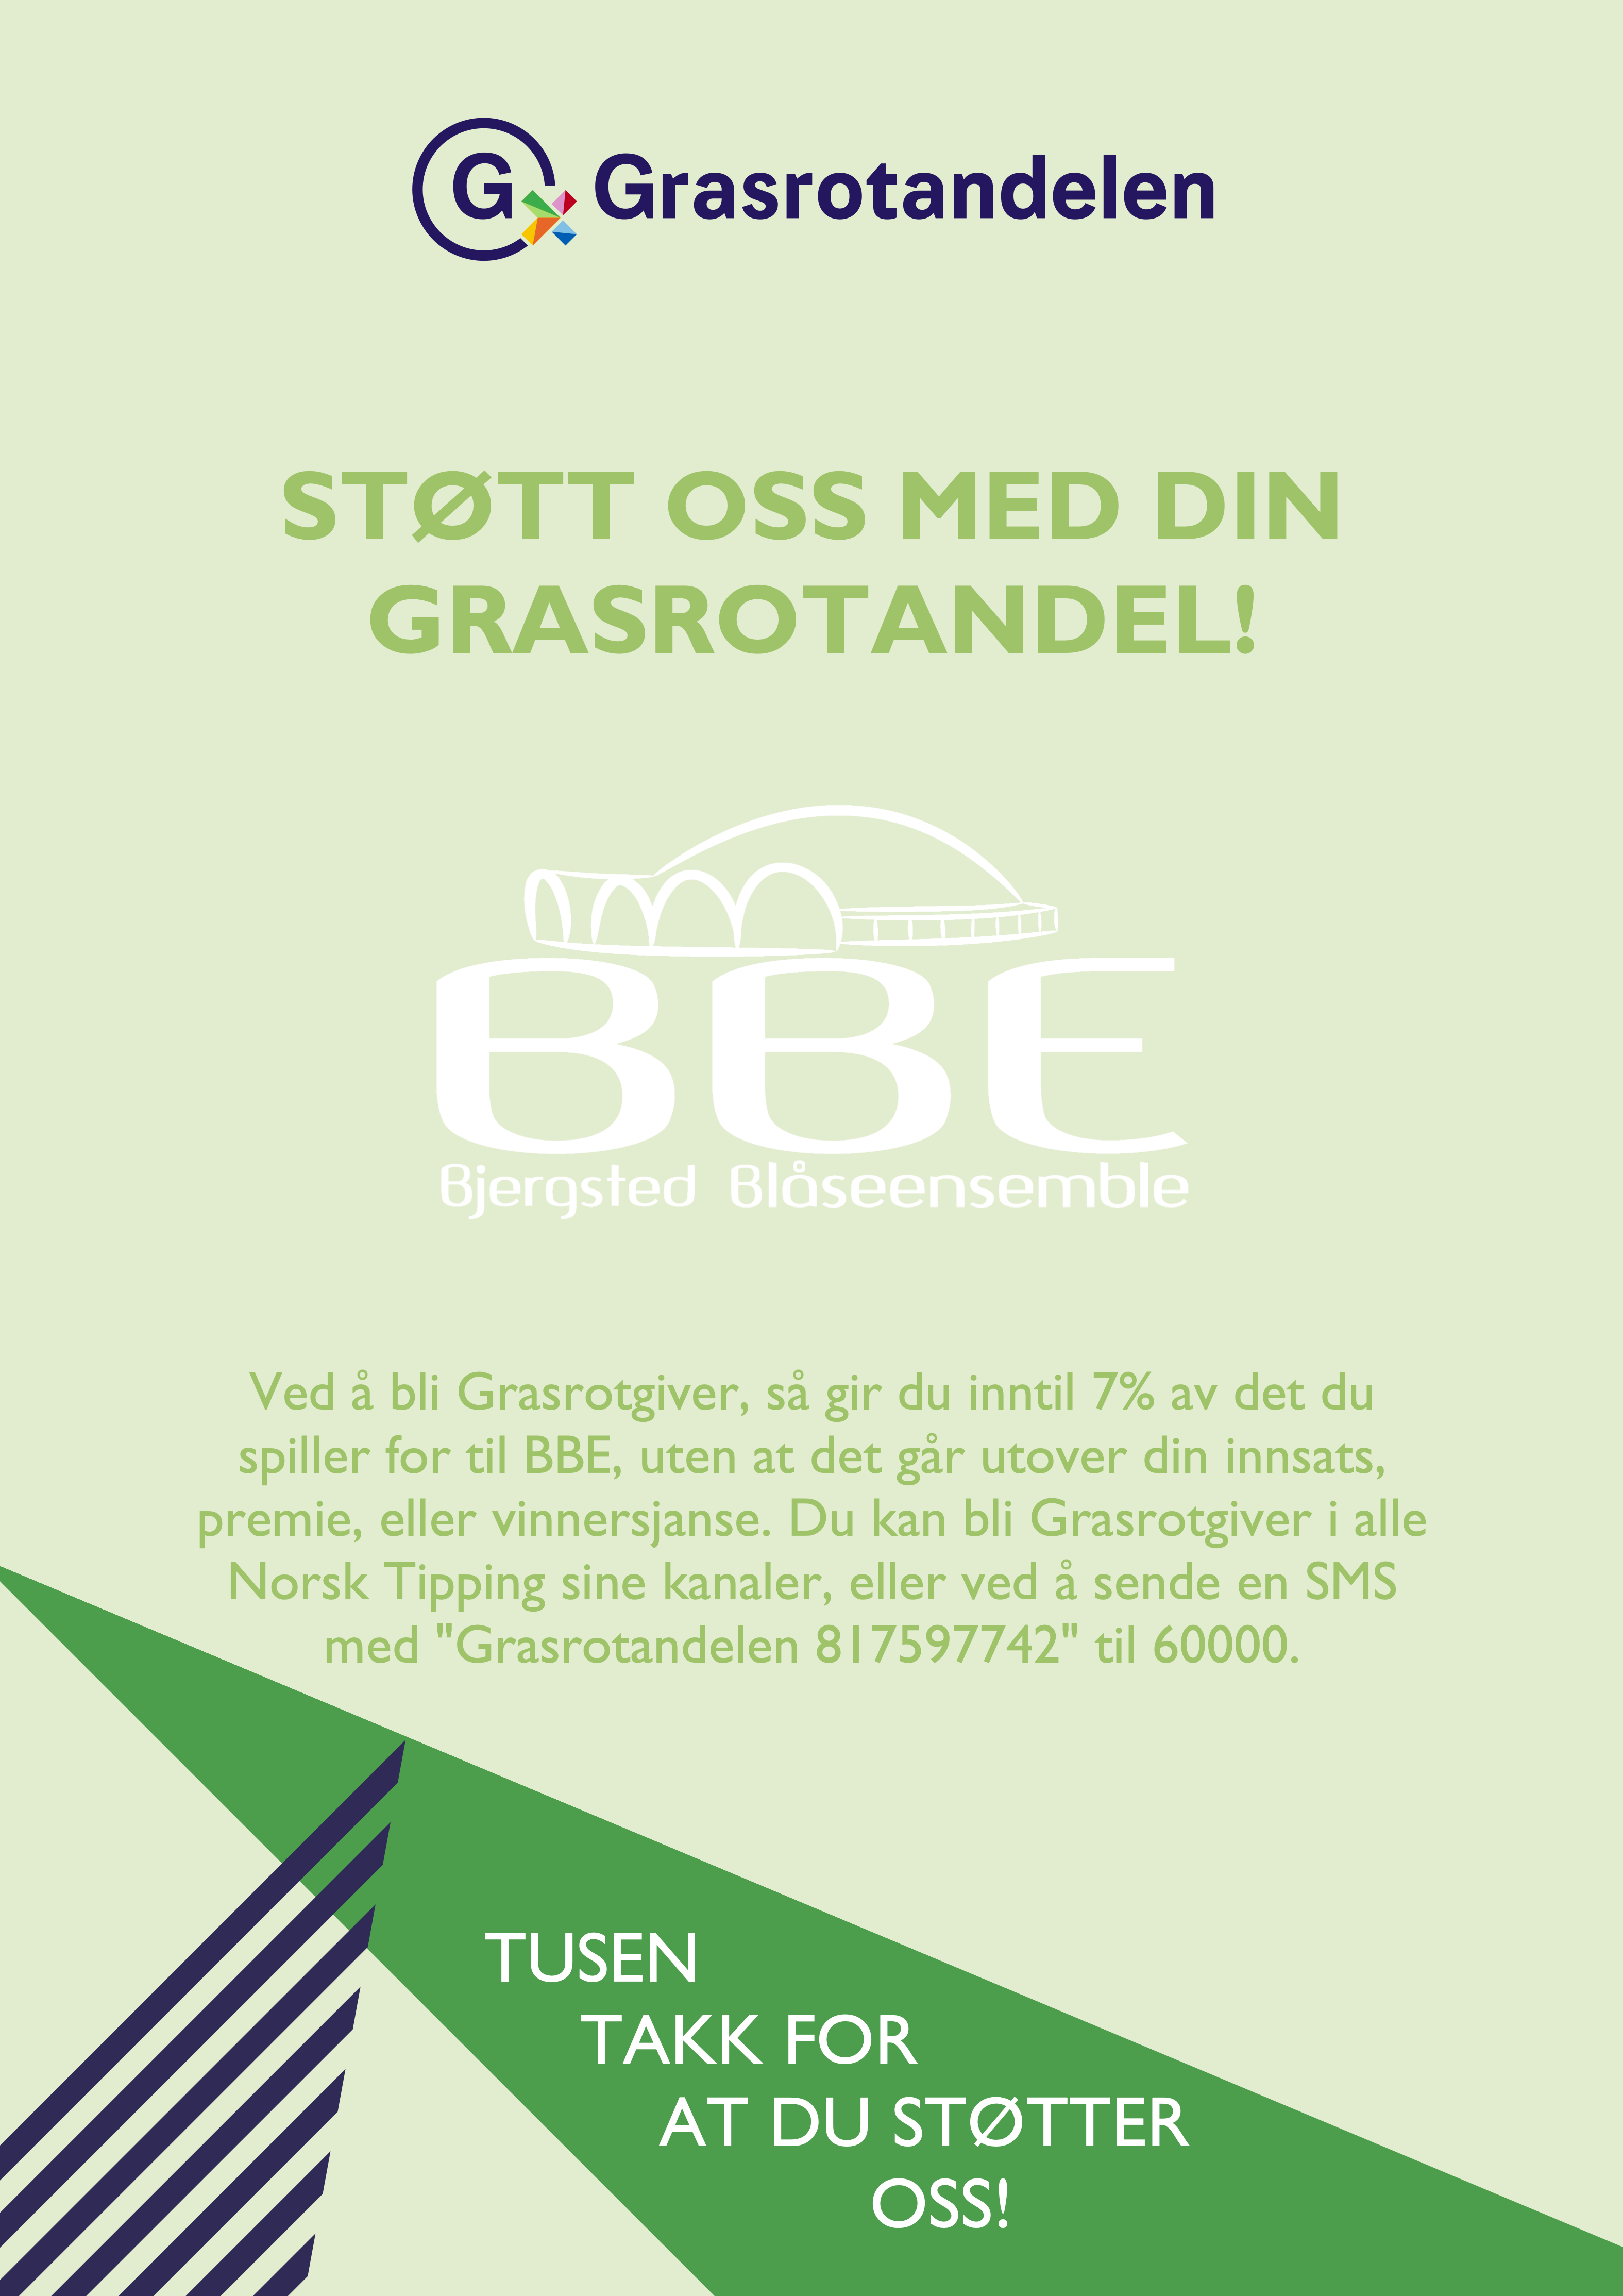 G Grasrotandelen
STØTT OSS MED DIN
GRASROTANDEL!
BBE
Bjergsted Blåseensemble
Ved å bli Grasrotgiver, så gir du inntil 7% av det du
spiller for til BBE, uten at det går utover din innsats,
premie, eller vinnersjanse. Du kan bli Grasrotgiver i alle
Norsk Tipping sine kanaler, eller ved å sende en SMS
med "Grasrotandelen 817597742" til 60000.
TUSEN
TAKK FOR
AT DU STØTTER
OSS!